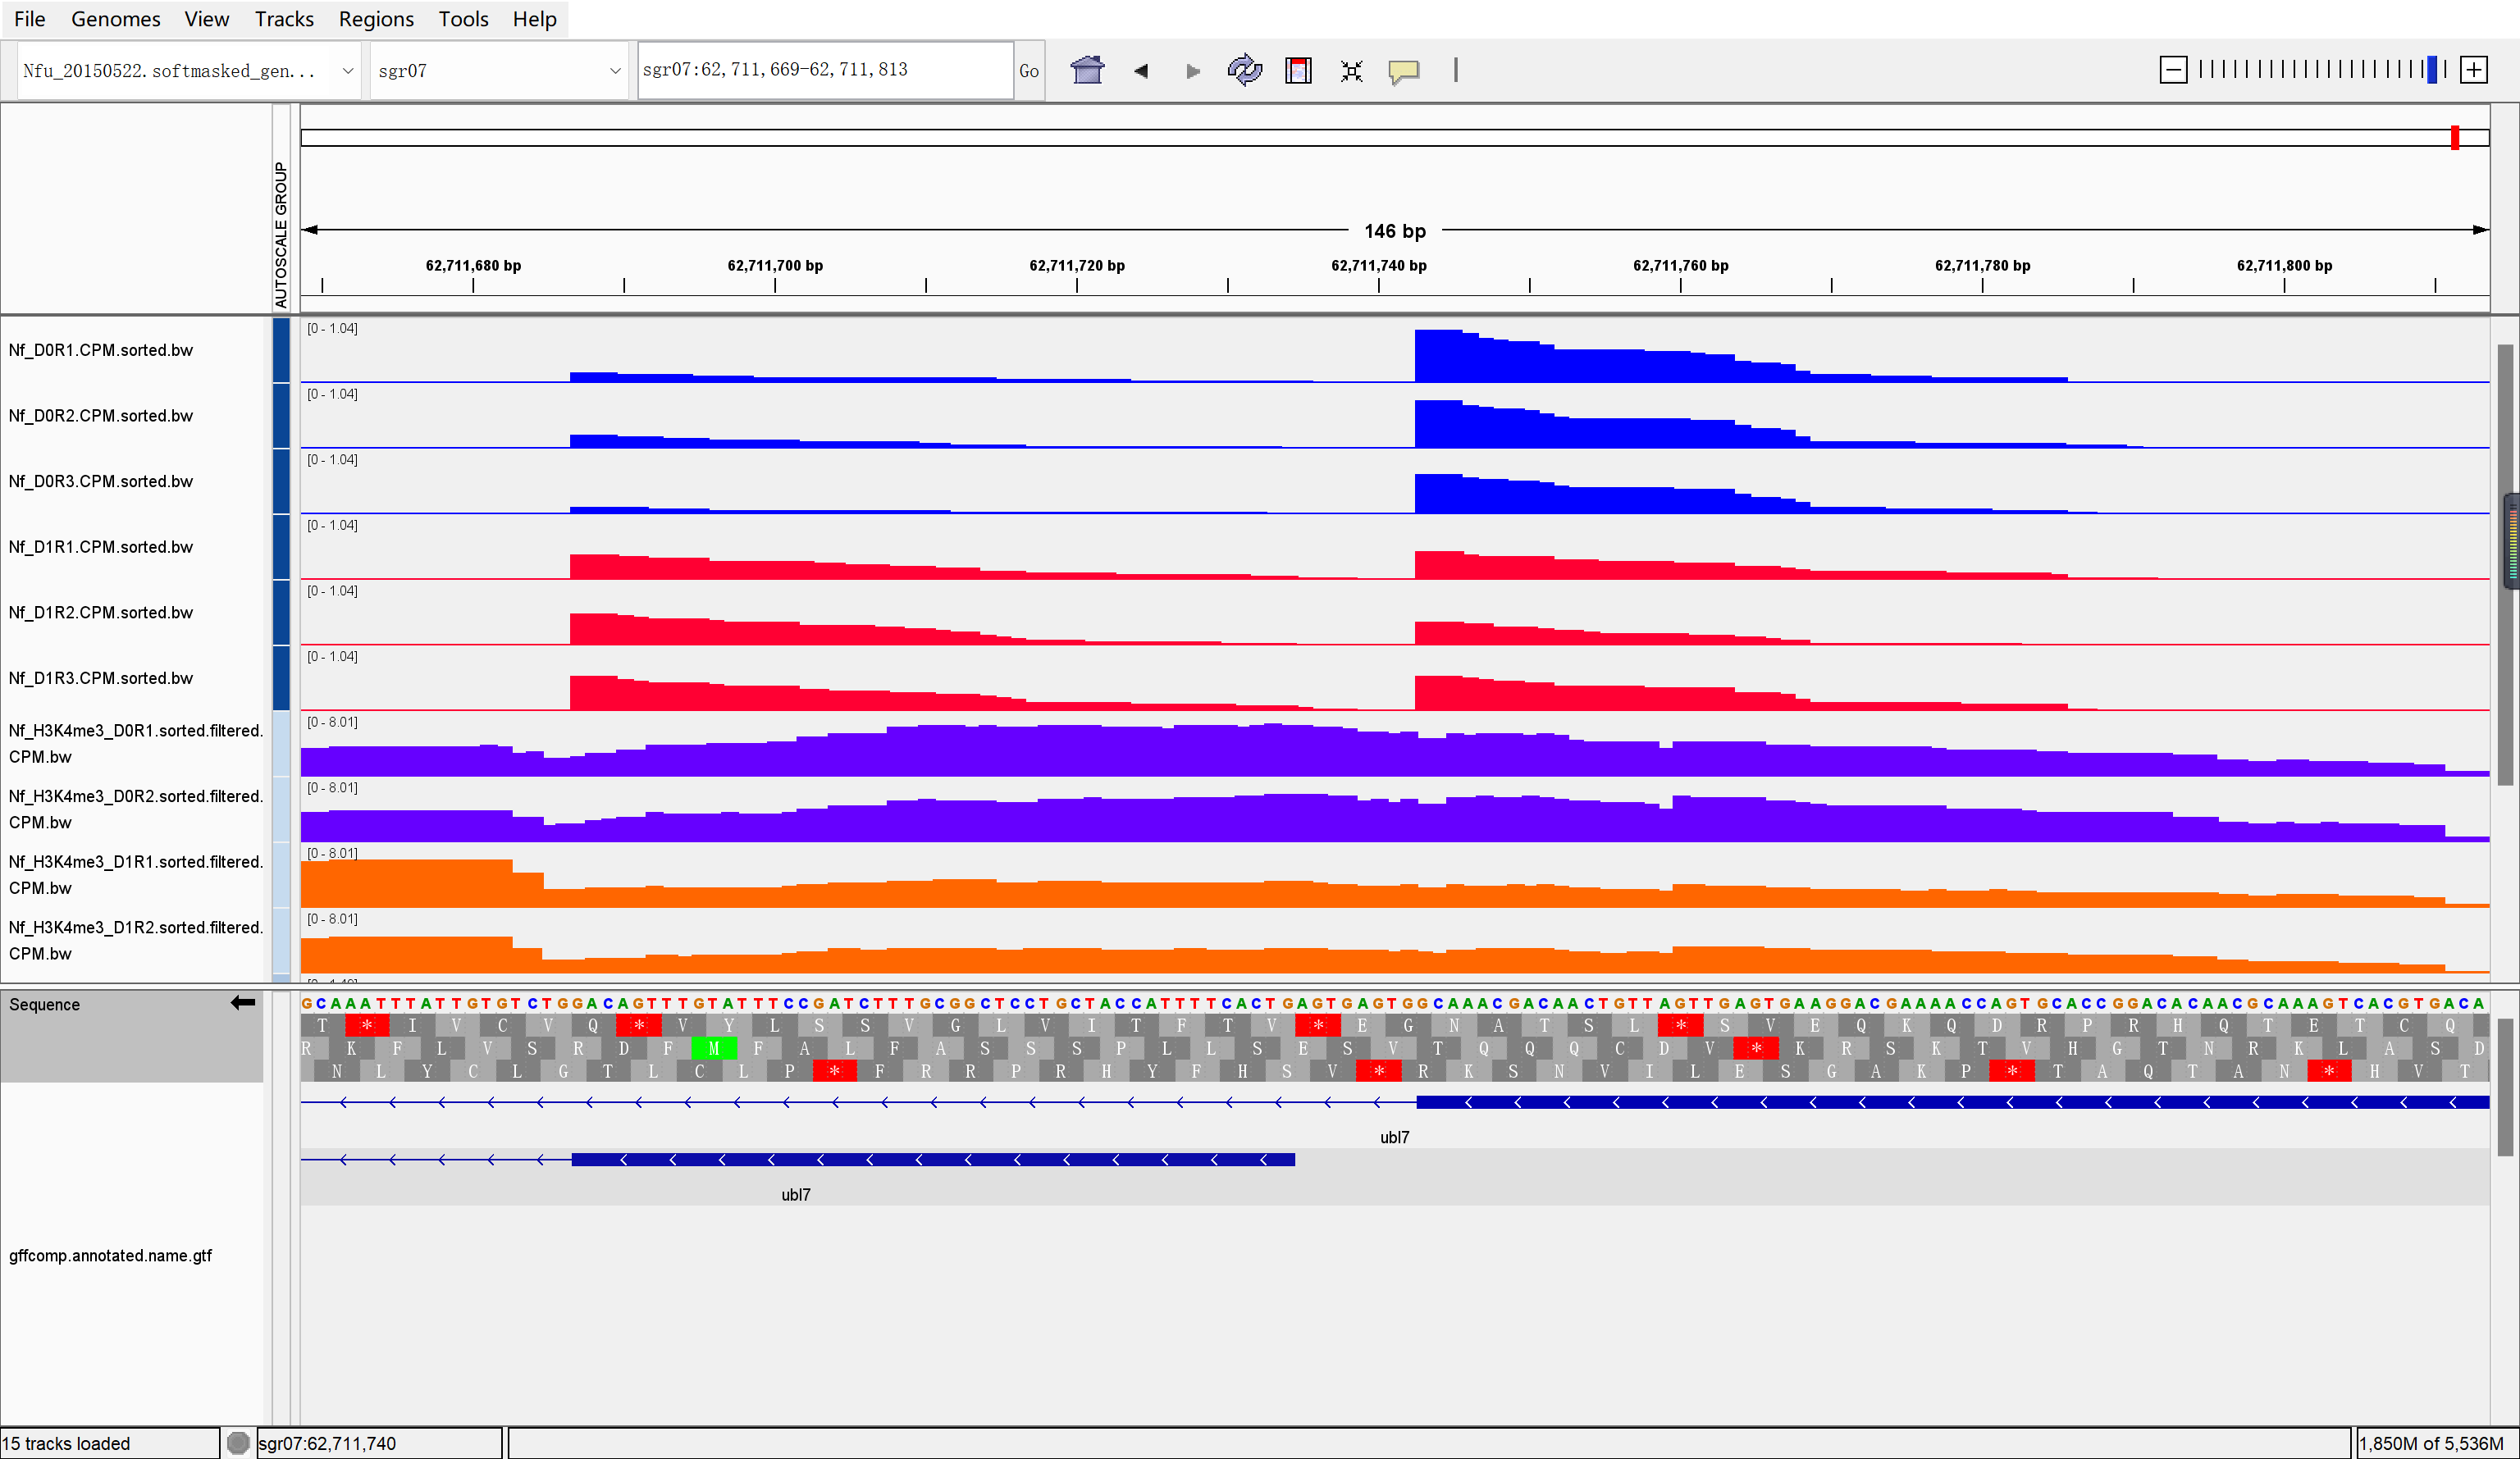 File Genomes View Tracks Regions Tools Help
Nfu_20150522.softmasked_gen... sgr07 sgr07:62,711,669-62,711,813 Go
AUTOSCALE GROUP
146 bp
62,711,680 bp 62,711,700 bp 62,711,720 bp 62,711,740 bp 62,711,760 bp 62,711,780 bp 62,711,800 bp
[0 - 1.04]
Nf_D0R1.CPM.sorted.bw
[0 - 1.04]
Nf_D0R2.CPM.sorted.bw
[0 - 1.04]
Nf_D0R3.CPM.sorted.bw
[0 - 1.04]
Nf_D1R1.CPM.sorted.bw
[0 - 1.04]
Nf_D1R2.CPM.sorted.bw
[0 - 1.04]
Nf_D1R3.CPM.sorted.bw
[0 - 8.01]
Nf_H3K4me3_D0R1.sorted.filtered.
CPM.bw
[0 - 8.01]
Nf_H3K4me3_D0R2.sorted.filtered.
CPM.bw
[0 - 8.01]
Nf_H3K4me3_D1R1.sorted.filtered.
CPM.bw
[0 - 8.01]
Nf_H3K4me3_D1R2.sorted.filtered.
CPM.bw
Sequence
GCAAATTTATTGTGTCTGGACAGTTTGTATTTCCGATCTTTGCGGCTCCTGCTACCATTTTCACTGAGTGAGTGGCAAACGACAACTGTTAGTTGAGTGAAGGACGAAAACCAGTGCACCGGACACAACGCAAAGTCACGTGACA
T * I V C V Q * V Y L S S V G L V I T F T V * E G N A T S L * S V E Q K Q D R P R H Q T E T C Q
R K F L V S R D F M F A L F A S S S P L L S E S V T Q Q Q C D V * K R S K T V H G T N R K L A S D
N L Y C L G T L C L P * F R R P R H Y F H S V * R K S N V I L E S G A K P * T A Q T A N * H V T
ubl7
ubl7
gffcomp.annotated.name.gtf
15 tracks loaded sgr07:62,711,740 1,850M of 5,536M